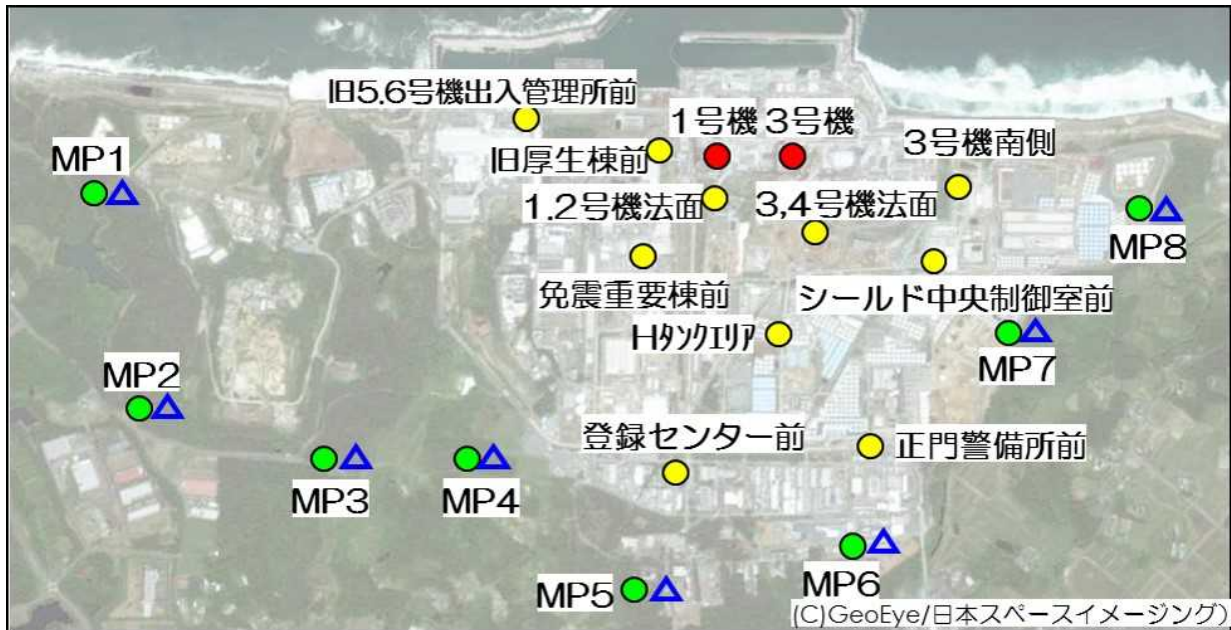 旧5.6号機出入管理所前
1号機
3号機
旧厚生棟前
3号機南側
MP1
1.2号機法面
3,4号機法面
MP8
免震重要棟前
シールド中央制御室前
Hﾀﾝｸｴﾘｱ
MP7
MP2
登録センター前
正門警備所前
MP3
MP4
MP5
MP6
(C)GeoEye/日本スペースイメージング)